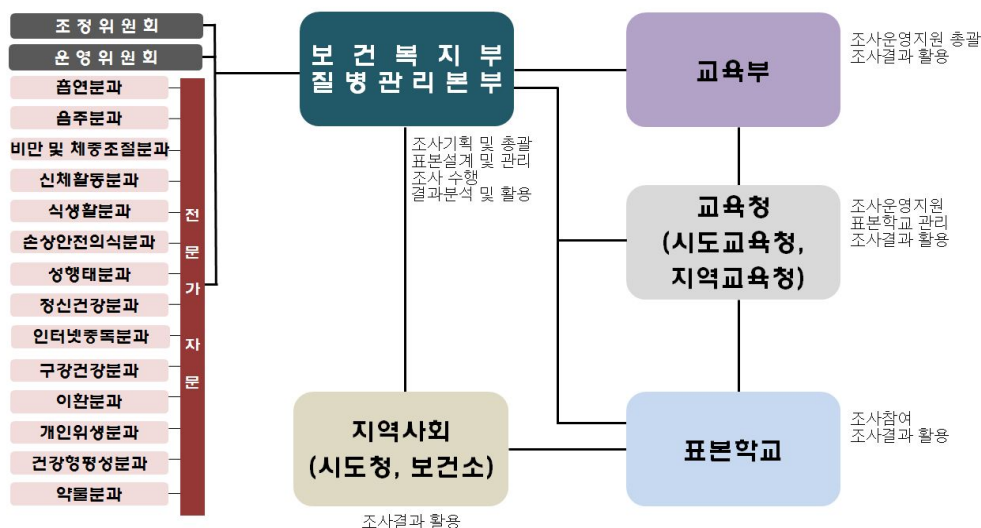 조정위원회
운영위원회
흡연분과
음주분과
비만 및 체중조절분과
신체활동분과
식생활분과
손상안전의식분과
성행태분과
정신건강분과
인터넷중독분과
구강건강분과
이환분과
개인위생분과
건강형평성분과
약물분과
전
문
가
자
문
보건복지부
질병관리본부
조사기획 및 총괄
표본설계 및 관리
조사 수행
결과분석 및 활용
교육부
조사운영지원 총괄
조사결과 활용
교육청
(시도교육청,
지역교육청)
조사운영지원
표본학교 관리
조사결과 활용
지역사회
(시도청, 보건소)
조사결과 활용
표본학교
조사참여
조사결과 활용